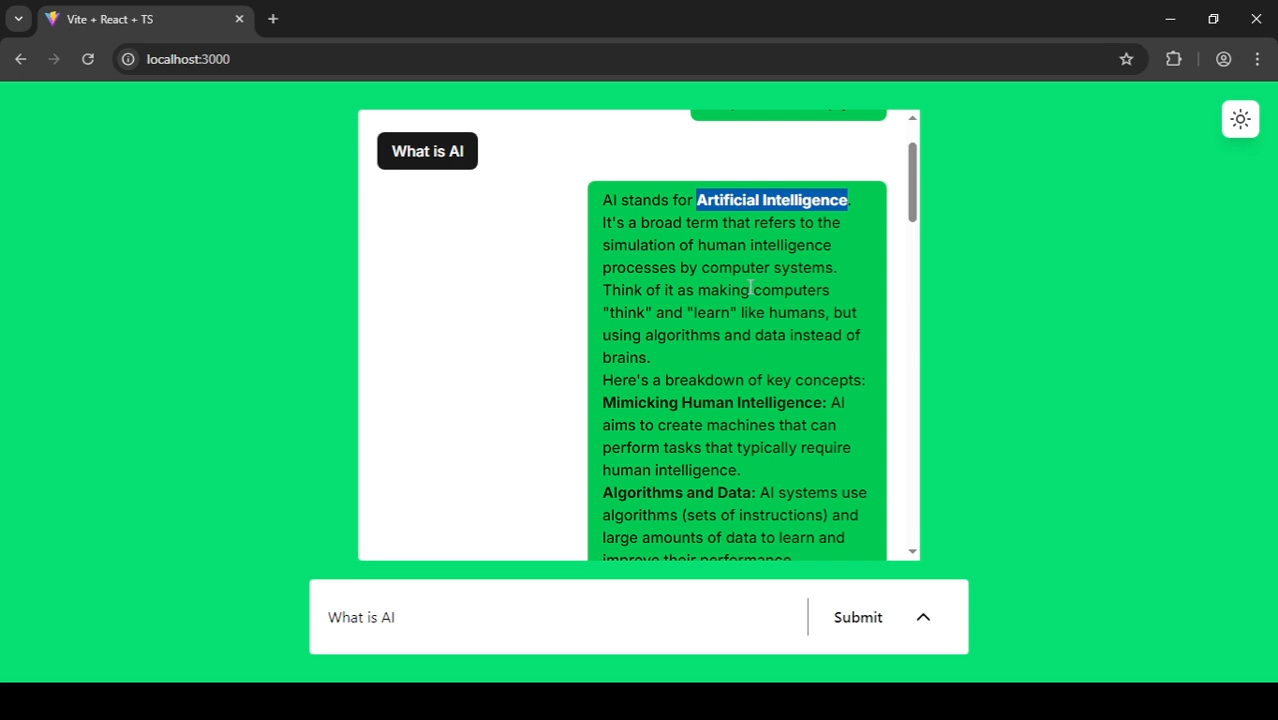 Vite + React + TS
localhost:3000
What is AI
AI stands for Artificial Intelligence.
It's a broad term that refers to the
simulation of human intelligence
processes by computer systems.
Think of it as making computers
"think" and "learn" like humans, but
using algorithms and data instead of
brains.
Here's a breakdown of key concepts:
Mimicking Human Intelligence: AI
aims to create machines that can
perform tasks that typically require
human intelligence.
Algorithms and Data: AI systems use
algorithms (sets of instructions) and
large amounts of data to learn and
improve their performance
What is AI
Submit